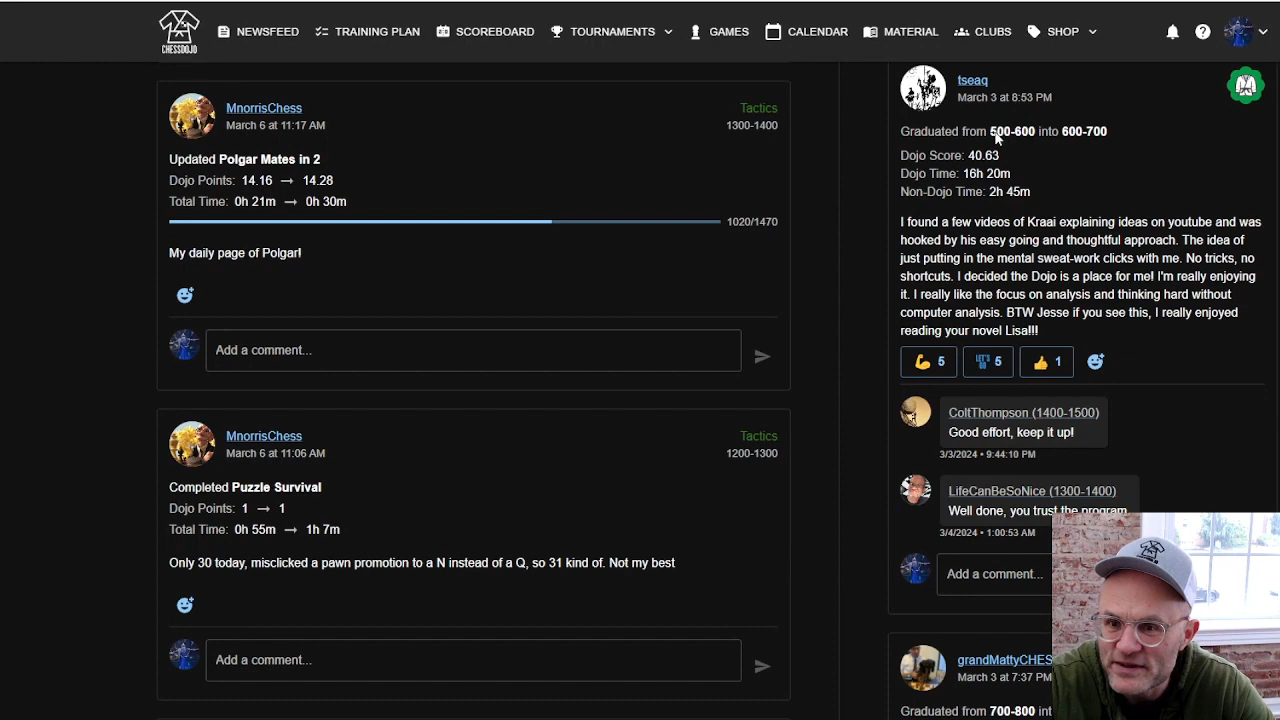 CHESSDOJO
NEWSFEED
TRAINING PLAN
SCOREBOARD
TOURNAMENTS
GAMES
CALENDAR
MATERIAL
CLUBS
SHOP
MnorrisChess
March 6 at 11:17 AM
Tactics
1300-1400
Updated Polgar Mates in 2
Dojo Points: 14.16 → 14.28
Total Time: 0h 21m → 0h 30m
1020/1470
My daily page of Polgar!
Add a comment...
MnorrisChess
March 6 at 11:06 AM
Tactics
1200-1300
Completed Puzzle Survival
Dojo Points: 1 → 1
Total Time: 0h 55m → 1h 7m
Only 30 today, misclicked a pawn promotion to a N instead of a Q, so 31 kind of. Not my best
Add a comment...
tseaq
March 3 at 8:53 PM
Graduated from 500-600 into 600-700
Dojo Score: 40.63
Dojo Time: 16h 20m
Non-Dojo Time: 2h 45m
I found a few videos of Kraai explaining ideas on youtube and was
hooked by his easy going and thoughtful approach. The idea of
just putting in the mental sweat-work clicks with me. No tricks, no
shortcuts. I decided the Dojo is a place for me! I'm really enjoying
it. I really like the focus on analysis and thinking hard without
computer analysis. BTW Jesse if you see this, I really enjoyed
reading your novel Lisa!!!
5
LET'S GO 5
1
ColtThompson (1400-1500)
Good effort, keep it up!
3/3/2024 • 9:44:10 PM
LifeCanBeSoNice (1300-1400)
Well done, you trust the program
3/4/2024 • 1:00:53 AM
Add a comment...
grandMattyCHES
March 3 at 7:37 PM
Graduated from 700-800 into